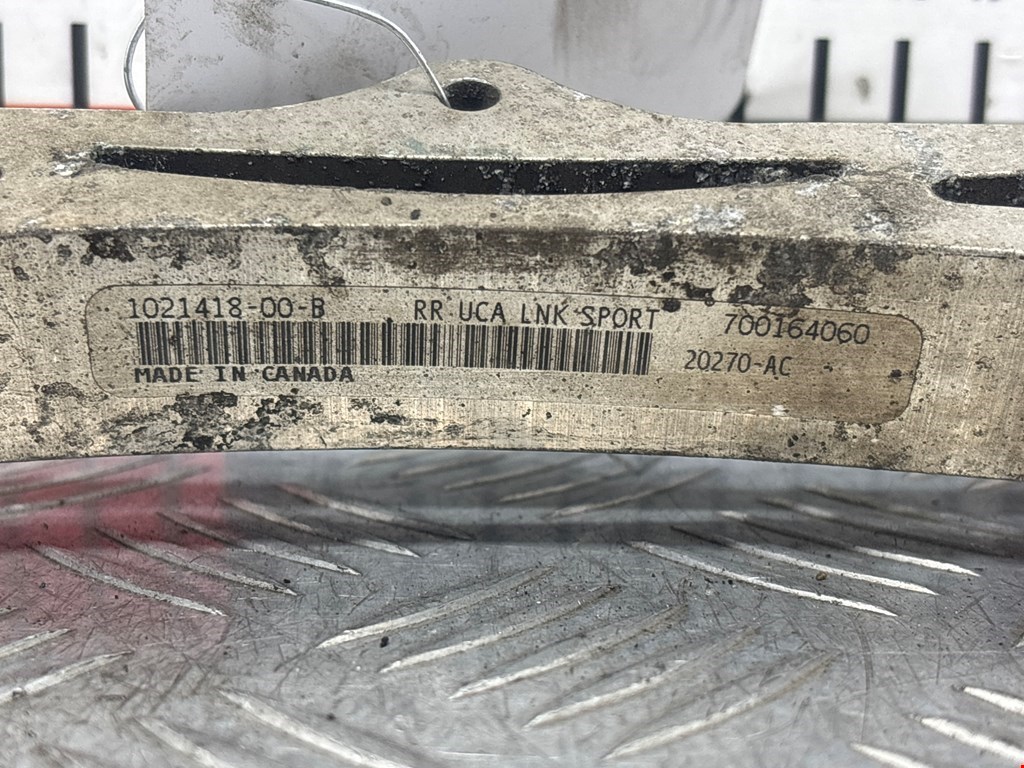 1021418-00-B RR UCA LNK SPORT 700164060
20270-AC
MADE IN CANADA